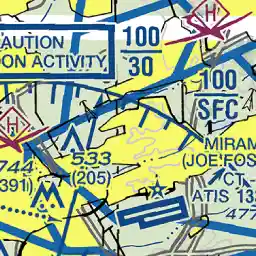 AUTION
ON ACTIVITY
100
30
H
100
SFC
H
744
391)
533
(205)
M
MIRAM
(JOE FOS
CT
ATIS 13
477